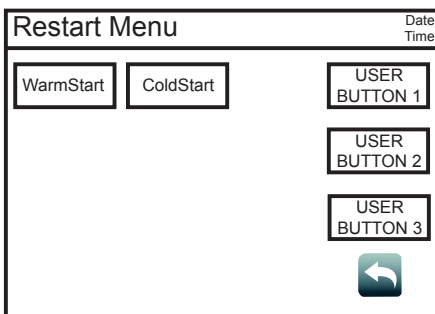 Restart Menu
Date
Time
WarmStart
ColdStart
USER
BUTTON 1
USER
BUTTON 2
USER
BUTTON 3